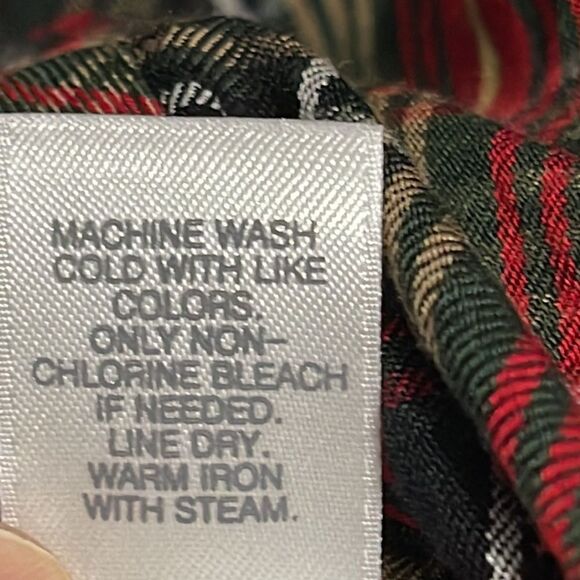 MACHINE WASH
COLD WITH LIKE
COLORS.
ONLY NON-
CHLORINE BLEACH
IF NEEDED.
LINE DRY.
WARM IRON
WITH STEAM.